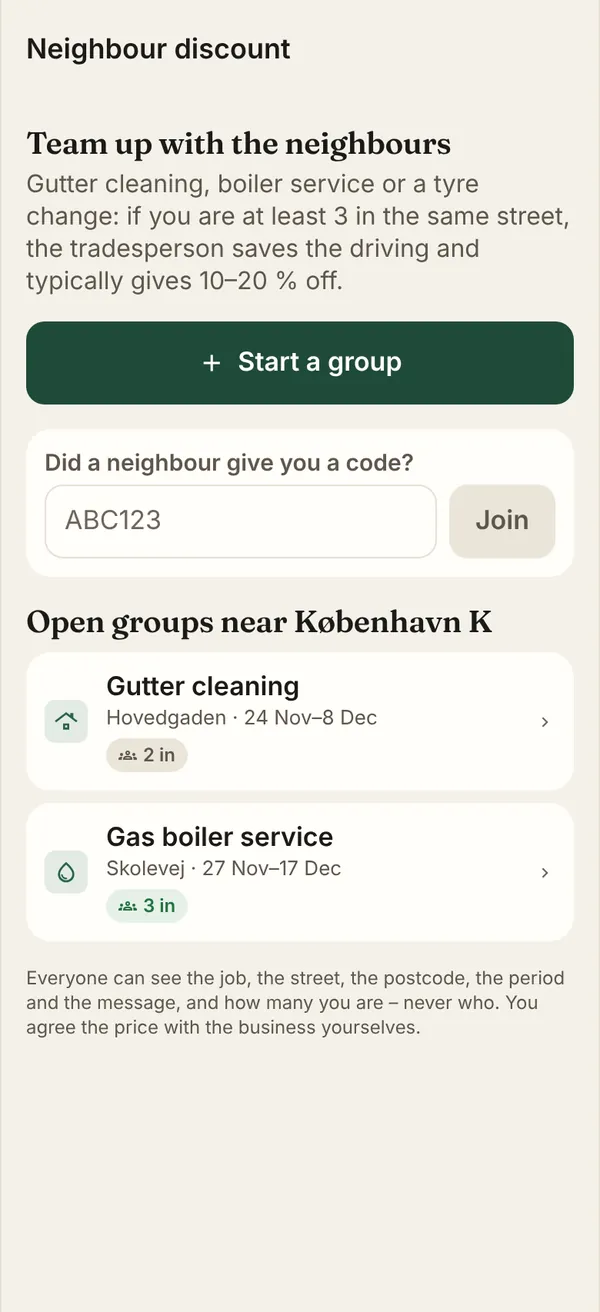 Neighbour discount
Team up with the neighbours
Gutter cleaning, boiler service or a tyre
change: if you are at least 3 in the same street,
the tradesperson saves the driving and
typically gives 10–20 % off.
+ Start a group
Did a neighbour give you a code?
ABC123
Join
Open groups near København K
Gutter cleaning
Hovedgaden · 24 Nov–8 Dec
2 in
Gas boiler service
Skolevej · 27 Nov–17 Dec
3 in
Everyone can see the job, the street, the postcode, the period
and the message, and how many you are – never who. You
agree the price with the business yourselves.